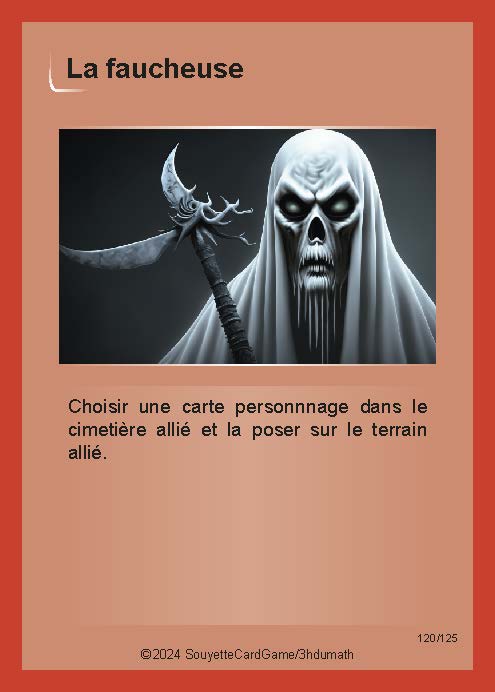 La faucheuse
Choisir une carte personnnage dans le
cimetière allié et la poser sur le terrain
allié.
120/125
©2024 SouyetteCardGame/3hdumath